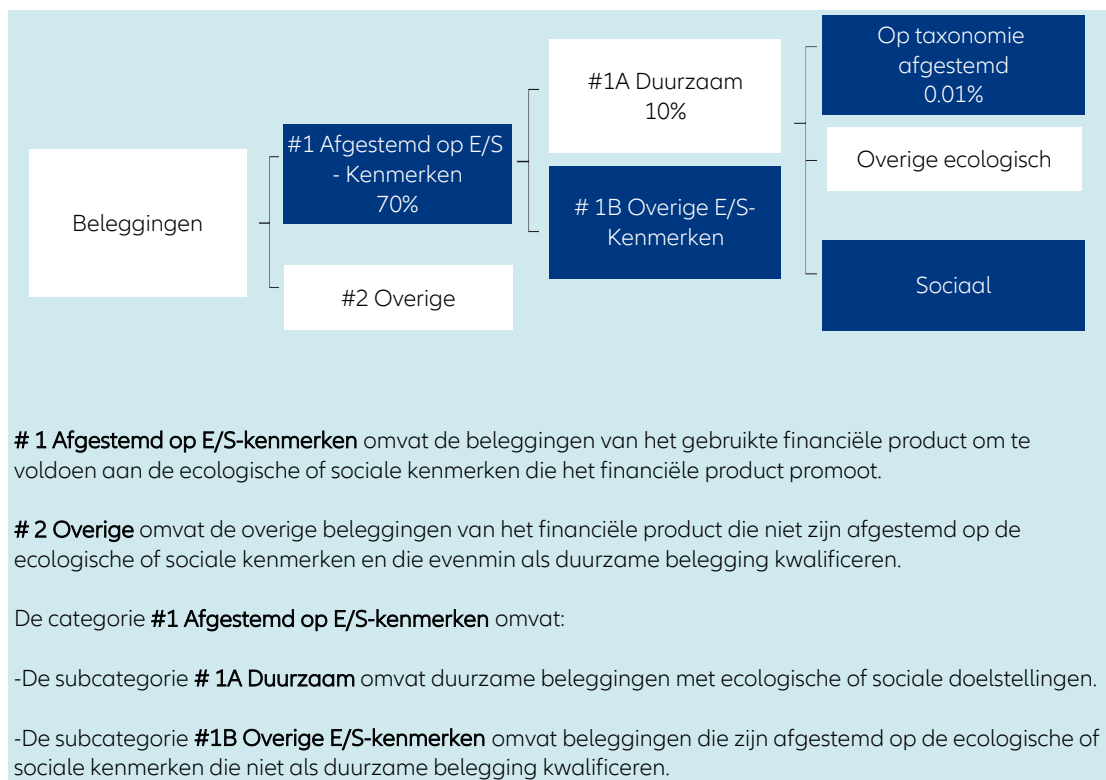 Beleggingen
#1 Afgestemd op E/S
- Kenmerken
70%
#2 Overige
#1A Duurzaam
10%
# 1B Overige E/S-
Kenmerken
Op taxonomie
afgestemd
0.01%
Overige ecologisch
Sociaal
# 1 Afgestemd op E/S-kenmerken omvat de beleggingen van het gebruikte financiële product om te
voldoen aan de ecologische of sociale kenmerken die het financiële product promoot.
# 2 Overige omvat de overige beleggingen van het financiële product die niet zijn afgestemd op de
ecologische of sociale kenmerken en die evenmin als duurzame belegging kwalificeren.
De categorie #1 Afgestemd op E/S-kenmerken omvat:
-De subcategorie # 1A Duurzaam omvat duurzame beleggingen met ecologische of sociale doelstellingen.
-De subcategorie #1B Overige E/S-kenmerken omvat beleggingen die zijn afgestemd op de ecologische of
sociale kenmerken die niet als duurzame belegging kwalificeren.